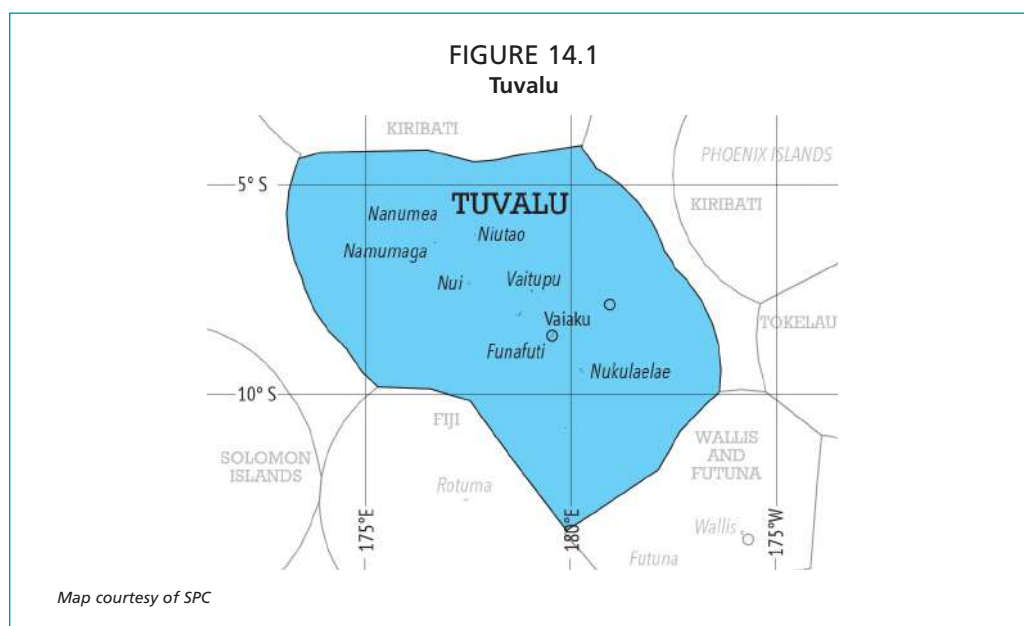 FIGURE 14.1
Tuvalu
KIRIBATI
PHOENIX ISLANDS
5° S
KIRIBATI
TUVALU
Nanumea
Niutao
Namumaga
Nui
Vaitupu
Vaiaku
TOKELAU
Funafuti
Nukulaelae
10° S
FIJI
WALLIS
AND
FUTUNA
SOLOMON
ISLANDS
Rotuma
175°E
180°E
175°W
Wallis
Futuna
Map courtesy of SPC